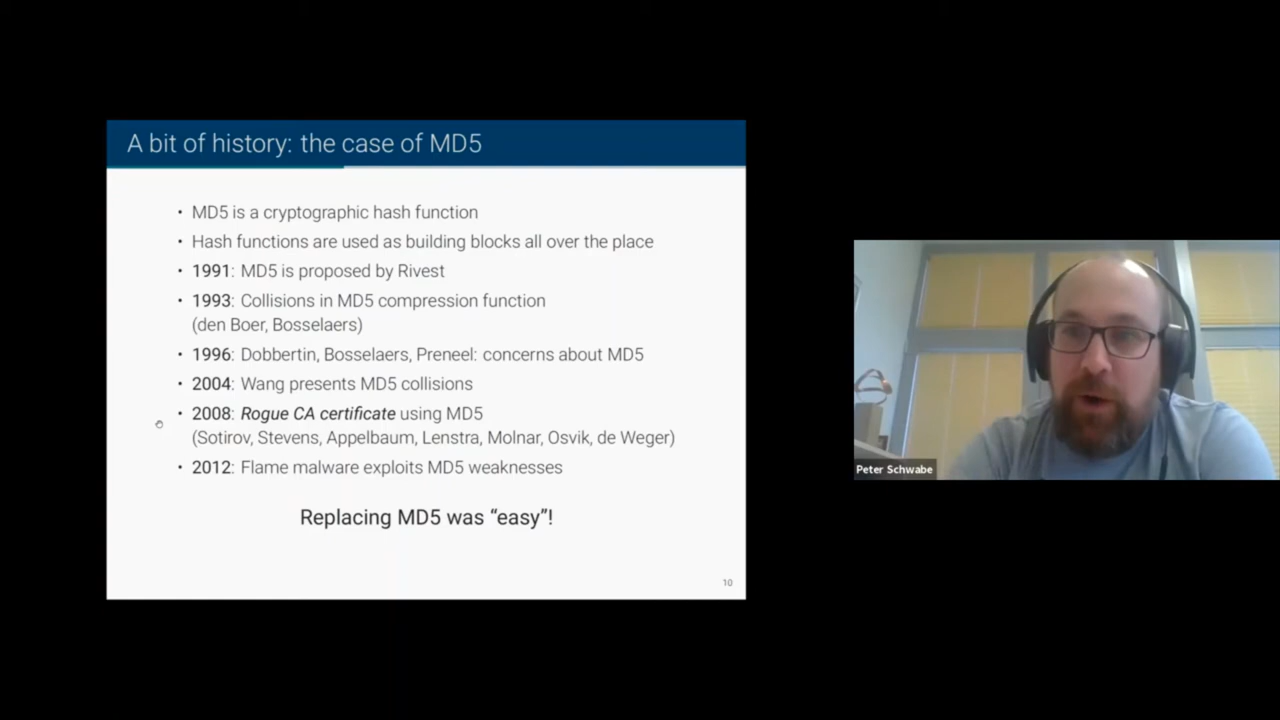 A bit of history: the case of MD5
• MD5 is a cryptographic hash function
• Hash functions are used as building blocks all over the place
• 1991: MD5 is proposed by Rivest
• 1993: Collisions in MD5 compression function
(den Boer, Bosselaers)
• 1996: Dobbertin, Bosselaers, Preneel: concerns about MD5
• 2004: Wang presents MD5 collisions
• 2008: Rogue CA certificate using MD5
(Sotirov, Stevens, Appelbaum, Lenstra, Molnar, Osvik, de Weger)
• 2012: Flame malware exploits MD5 weaknesses
Replacing MD5 was “easy”!
10
Peter Schwabe